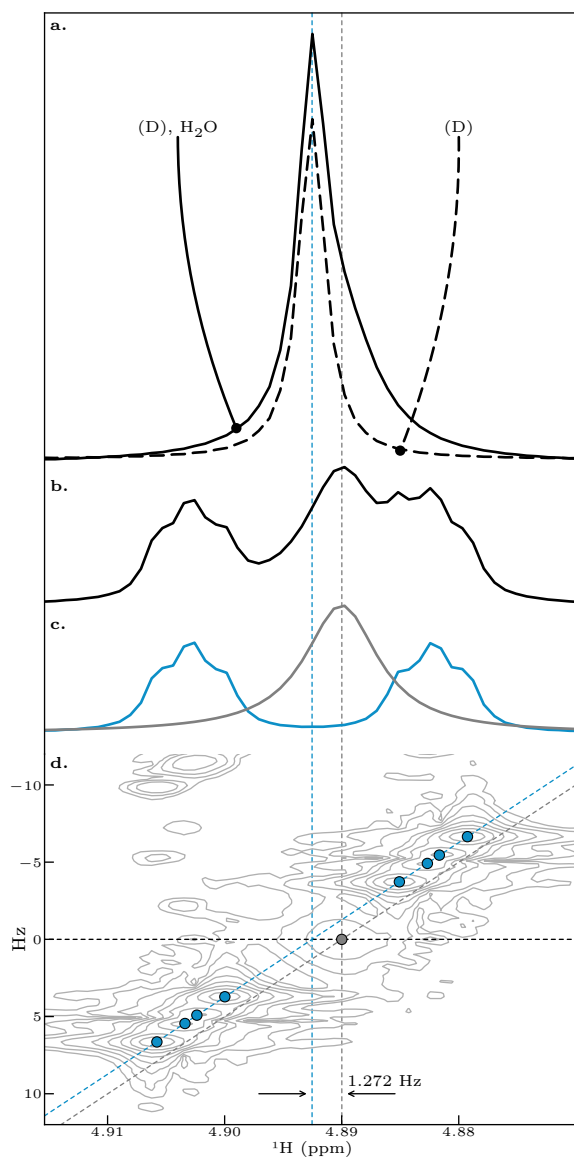 a.
(D), H₂O
(D)
b.
c.
d.
−10
−5
0
5
10
Hz
1.272 Hz
4.91
4.90
4.89
4.88
¹H (ppm)